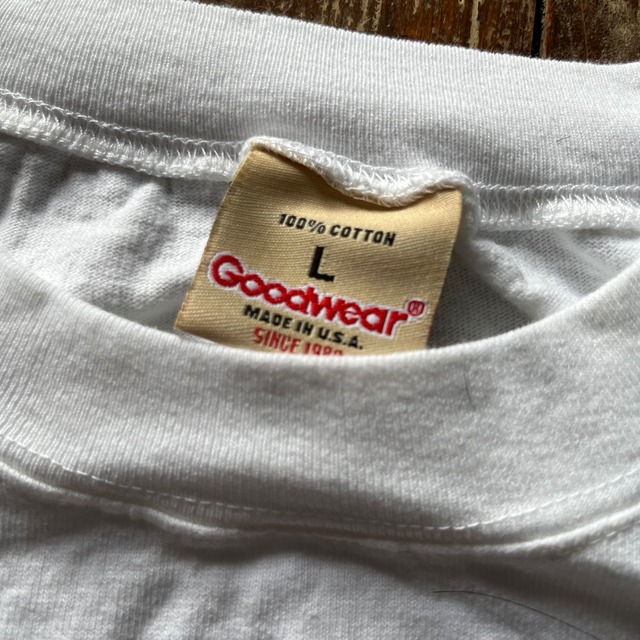 100% COTTON
L
Goodwear®
MADE IN U.S.A.
SINCE